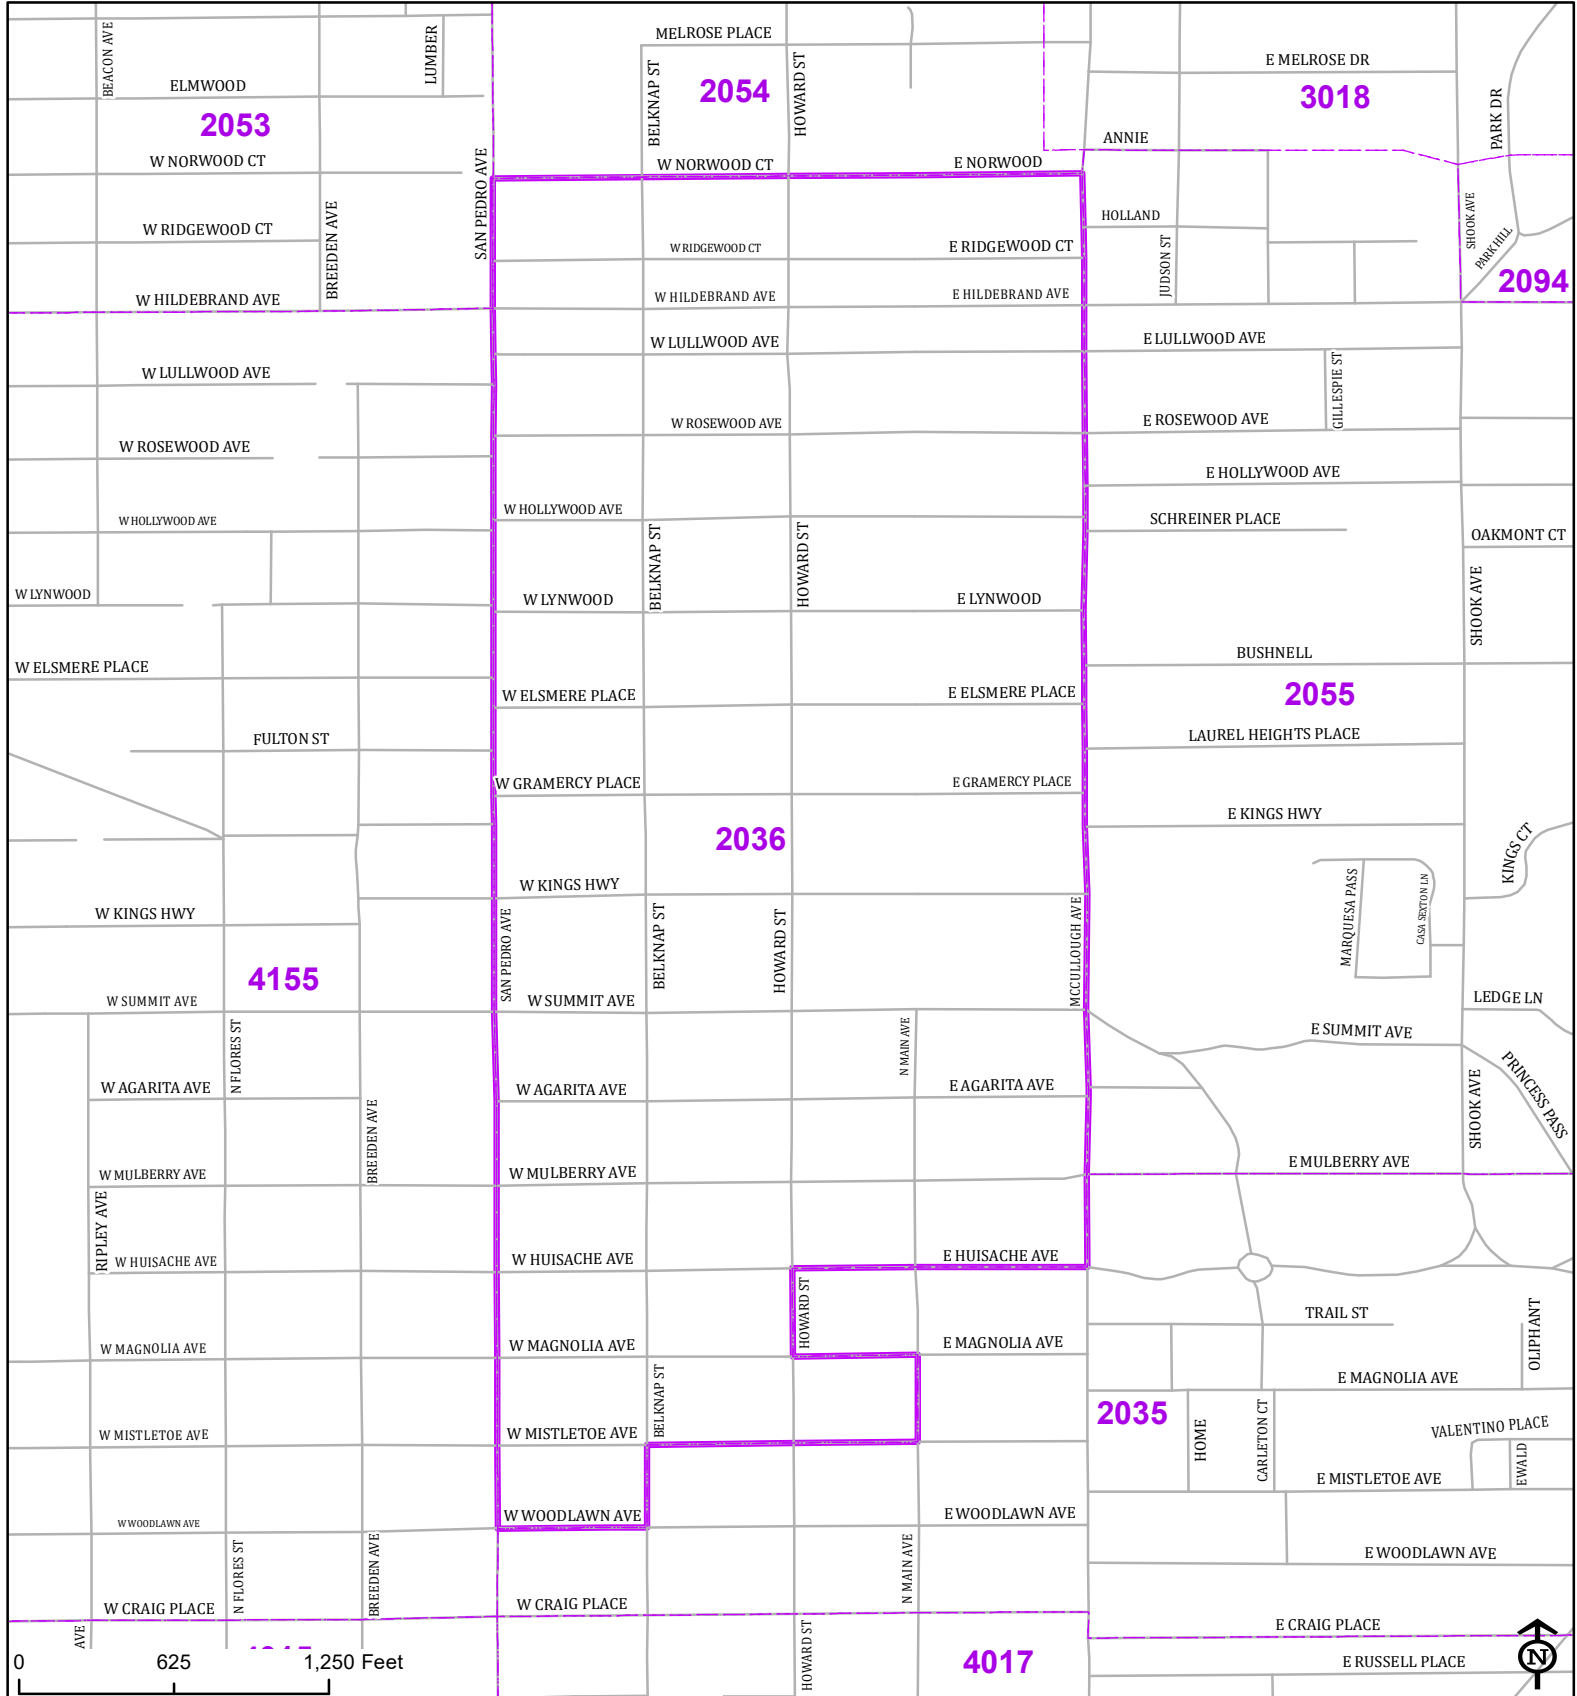 MELROSE PLACE
BEACON AVE
LUMBER
E MELROSE DR
ELMWOOD
BELKNAP ST
2054
HOWARD ST
3018
PARK DR
2053
ANNIE
W NORWOOD CT
SAN PEDRO AVE
W NORWOOD CT
E NORWOOD
BREEDEN AVE
HOLLAND
SHOOK AVE
W RIDGEWOOD CT
W RIDGEWOOD CT
E RIDGEWOOD CT
JUDSON ST
PARK HILL
2094
W HILDEBRAND AVE
W HILDEBRAND AVE
E HILDEBRAND AVE
W LULLWOOD AVE
E LULLWOOD AVE
W LULLWOOD AVE
GILLESPIE ST
W ROSEWOOD AVE
E ROSEWOOD AVE
W ROSEWOOD AVE
E HOLLYWOOD AVE
W HOLLYWOOD AVE
W HOLLYWOOD AVE
SCHREINER PLACE
OAKMONT CT
BELKNAP ST
HOWARD ST
W LYNWOOD
W LYNWOOD
E LYNWOOD
SHOOK AVE
BUSHNELL
W ELSMERE PLACE
W ELSMERE PLACE
E ELSMERE PLACE
2055
FULTON ST
LAUREL HEIGHTS PLACE
W GRAMERCY PLACE
E GRAMERCY PLACE
E KINGS HWY
2036
KINGS CT
W KINGS HWY
W KINGS HWY
MARQUESA PASS
CASA SEXTON LN
SAN PEDRO AVE
BELKNAP ST
HOWARD ST
MCCULLOUGH AVE
4155
W SUMMIT AVE
W SUMMIT AVE
LEDGE LN
E SUMMIT AVE
N FLORES ST
N MAIN AVE
W AGARITA AVE
W AGARITA AVE
E AGARITA AVE
SHOOK AVE
PRINCESS PASS
BREEDEN AVE
W MULBERRY AVE
W MULBERRY AVE
E MULBERRY AVE
RIPLEY AVE
W HUISACHE AVE
W HUISACHE AVE
E HUISACHE AVE
HOWARD ST
TRAIL ST
OLIPHANT
W MAGNOLIA AVE
W MAGNOLIA AVE
E MAGNOLIA AVE
E MAGNOLIA AVE
BELKNAP ST
2035
W MISTLETOE AVE
W MISTLETOE AVE
HOME
CARLETON CT
VALENTINO PLACE
EWALD
E MISTLETOE AVE
W WOODLAWN AVE
W WOODLAWN AVE
E WOODLAWN AVE
E WOODLAWN AVE
N FLORES ST
BREEDEN AVE
N MAIN AVE
W CRAIG PLACE
W CRAIG PLACE
E CRAIG PLACE
AVE
HOWARD ST
4017
E RUSSELL PLACE
N
0 625 1,250 Feet